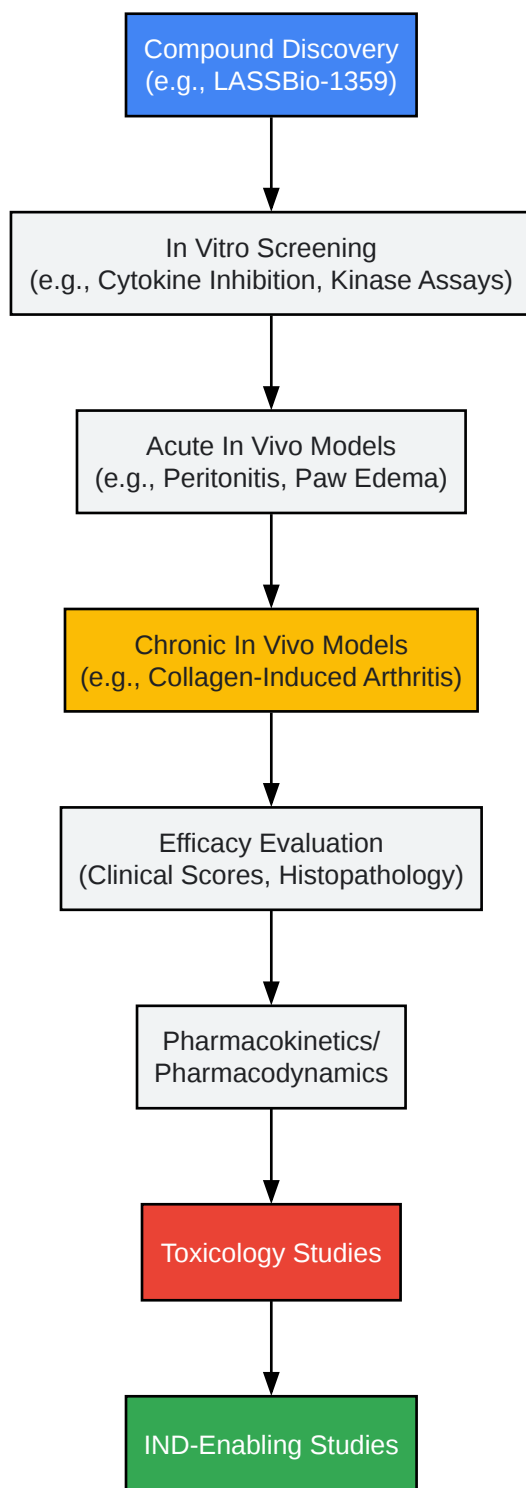 Compound Discovery
(e.g., LASSBio-1359)
In Vitro Screening
(e.g., Cytokine Inhibition, Kinase Assays)
Acute In Vivo Models
(e.g., Peritonitis, Paw Edema)
Chronic In Vivo Models
(e.g., Collagen-Induced Arthritis)
Efficacy Evaluation
(Clinical Scores, Histopathology)
Pharmacokinetics/
Pharmacodynamics
Toxicology Studies
IND-Enabling Studies